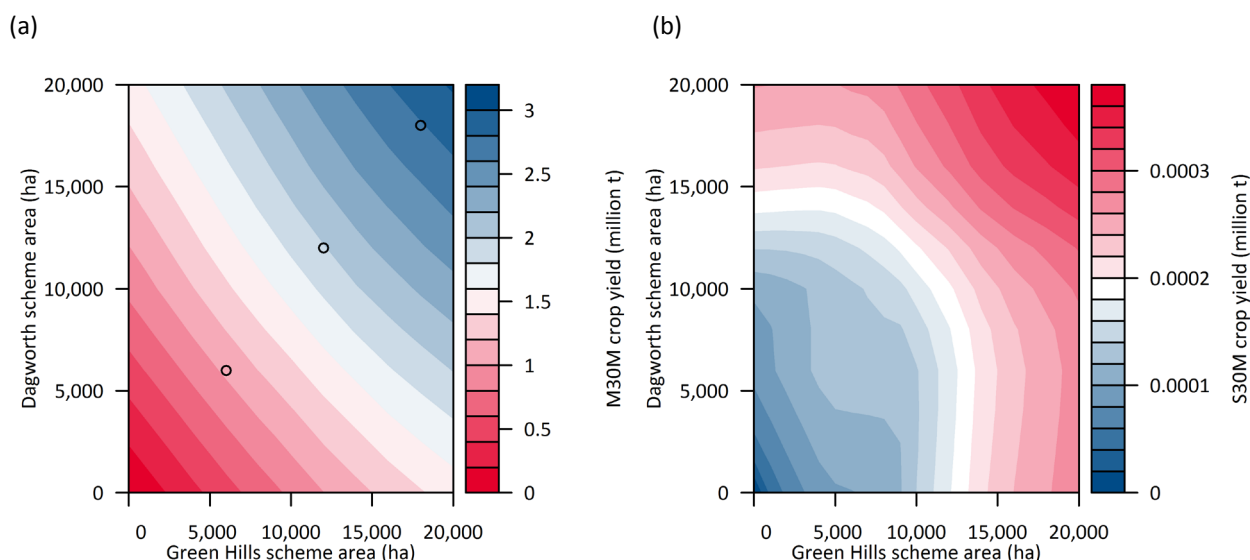 (a)
(b)
20,000
15,000
10,000
5,000
0
Dagworth scheme area (ha)
0 5,000 10,000 15,000 20,000
Green Hills scheme area (ha)
3
2.5
2
1.5
1
0.5
0
M30M crop yield (million t)
20,000
15,000
10,000
5,000
0
Dagworth scheme area (ha)
0 5,000 10,000 15,000 20,000
Green Hills scheme area (ha)
0.0003
0.0002
0.0001
0
S30M crop yield (million t)